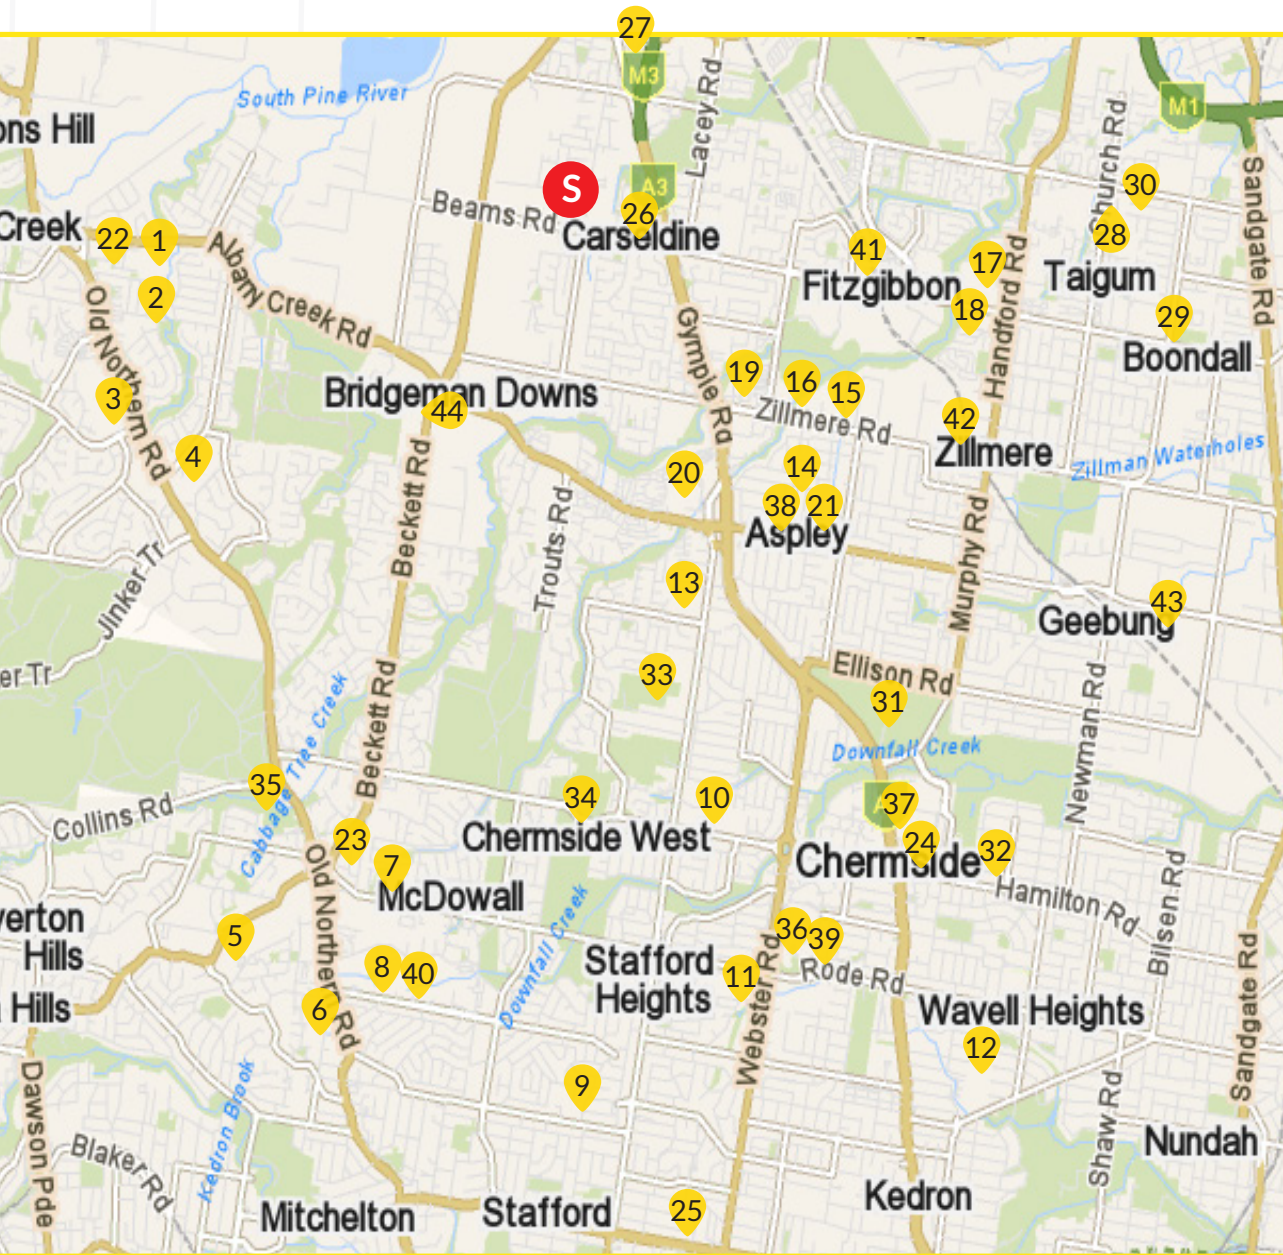 27
M3
Lacey Rd
South Pine River
M1
ons Hill
Church Rd
Sandgate Rd
S
A3
30
Beams Rd
26
Carseldine
Creek
22
1
28
41
17
Handford Rd
Taigum
Albany Creek Rd
Fitzgibbon
2
18
29
Old Northern Rd
Gympie Rd
Boondall
19
16
15
3
Bridgeman Downs
44
Zillmere Rd
42
Zillmere
Zillman Waterholes
4
20
14
38
21
Aspley
Beckett Rd
Trouts Rd
Murphy Rd
Jinker Tr
13
43
Geebung
er Tr
33
Ellison Rd
31
Beckett Rd
Newman Rd
Cabbage Tree Creek
Downfall Creek
35
34
10
37
Collins Rd
23
Chermside West
24
32
7
Chermside
McDowall
Hamilton Rd
Bilsen Rd
verton
Hills
5
Old Northern Rd
Downfall Creek
36
39
8
40
Stafford
Heights
11
Rode Rd
Hills
6
Webster Rd
Wavell Heights
12
Sandgate Rd
Dawson Pde
Kedron Brook
9
Shaw Rd
Blaker Rd
Nundah
Mitchelton
Stafford
25
Kedron